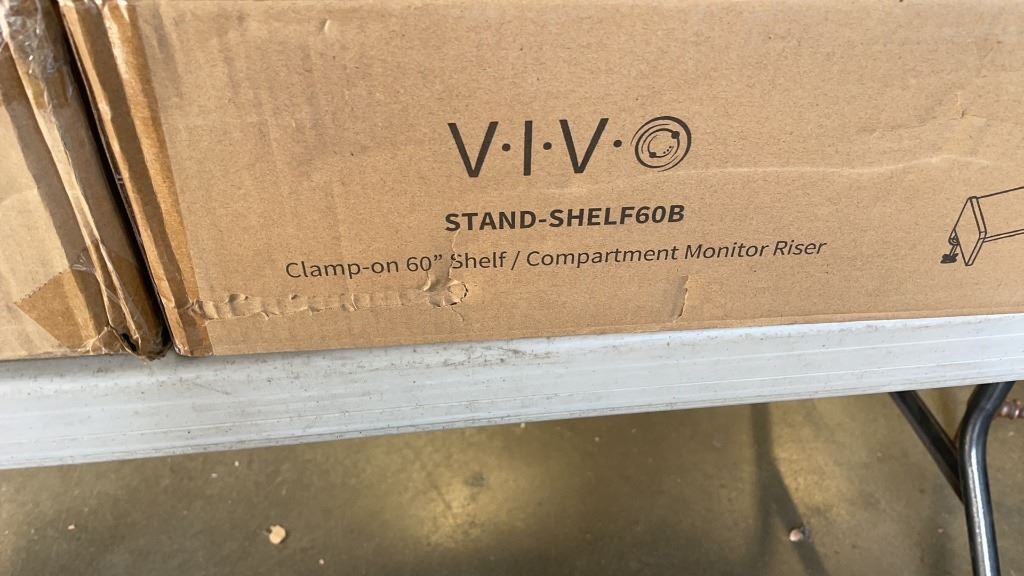 V·I·V·O
STAND-SHELF60B
Clamp-on 60” Shelf / Compartment Monitor Riser